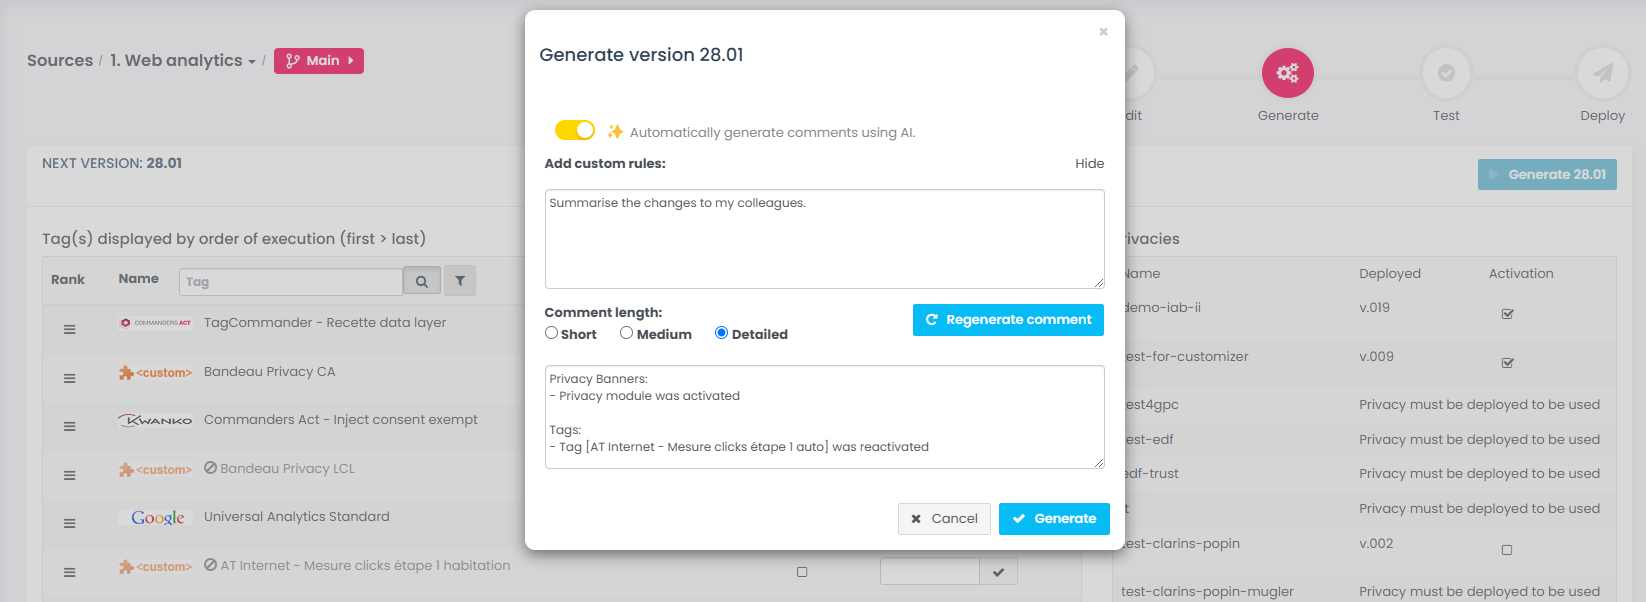 Sources / 1. Web analytics / Main
Edit
Generate
Test
Deploy
NEXT VERSION: 28.01
Generate 28.01
Tag(s) displayed by order of execution (first > last)
Rank
Name
Tag
COMMANDERS ACT
TagCommander - Recette data layer
<custom>
Bandeau Privacy CA
KWANKO
Commanders Act - Inject consent exempt
<custom>
Bandeau Privacy LCL
Google
Universal Analytics Standard
<custom>
AT Internet - Mesure clicks étape 1 habitation
Generate version 28.01
×
Automatically generate comments using AI.
Add custom rules:
Hide
Summarise the changes to my colleagues.
Comment length:
Short
Medium
Detailed
Regenerate comment
Privacy Banners:
- Privacy module was activated
Tags:
- Tag [AT Internet - Mesure clicks étape 1 auto] was reactivated
Cancel
Generate
rivacies
Name
Deployed
Activation
demo-iab-ii
v.019
test-for-customizer
v.009
test4gpc
Privacy must be deployed to be used
test-edf
Privacy must be deployed to be used
edf-trust
Privacy must be deployed to be used
Privacy must be deployed to be used
test-clarins-popin
v.002
test-clarins-popin-mugler
Privacy must be deployed to be used